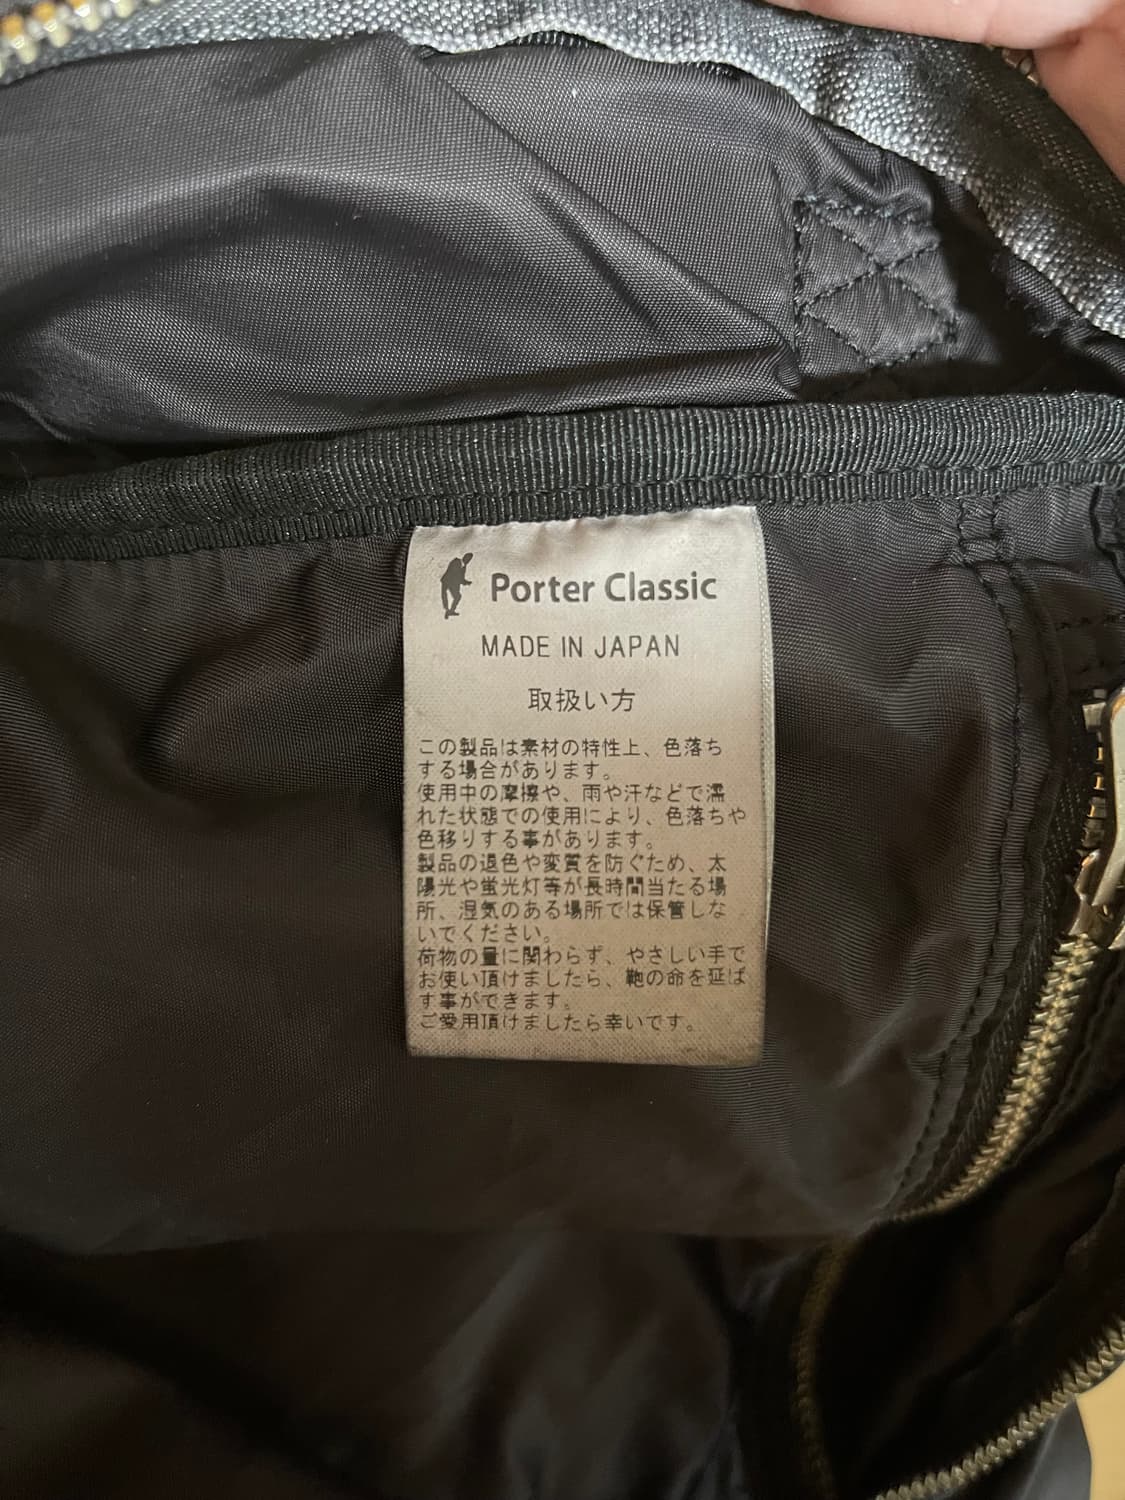 Porter Classic
MADE IN JAPAN
取扱い方
この製品は素材の特性上、色落ち
する場合があります。
使用中の摩擦や、雨や汗などで濡
れた状態での使用により、色落ちや
色移りする事があります。
製品の退色や変質を防ぐため、太
陽光や蛍光灯等が長時間当たる場
所、湿気のある場所では保管しな
いでください。
荷物の量に関わらず、やさしい手で
お使い頂けましたら、鞄の命を延ば
す事ができます。
ご愛用頂けましたら幸いです。